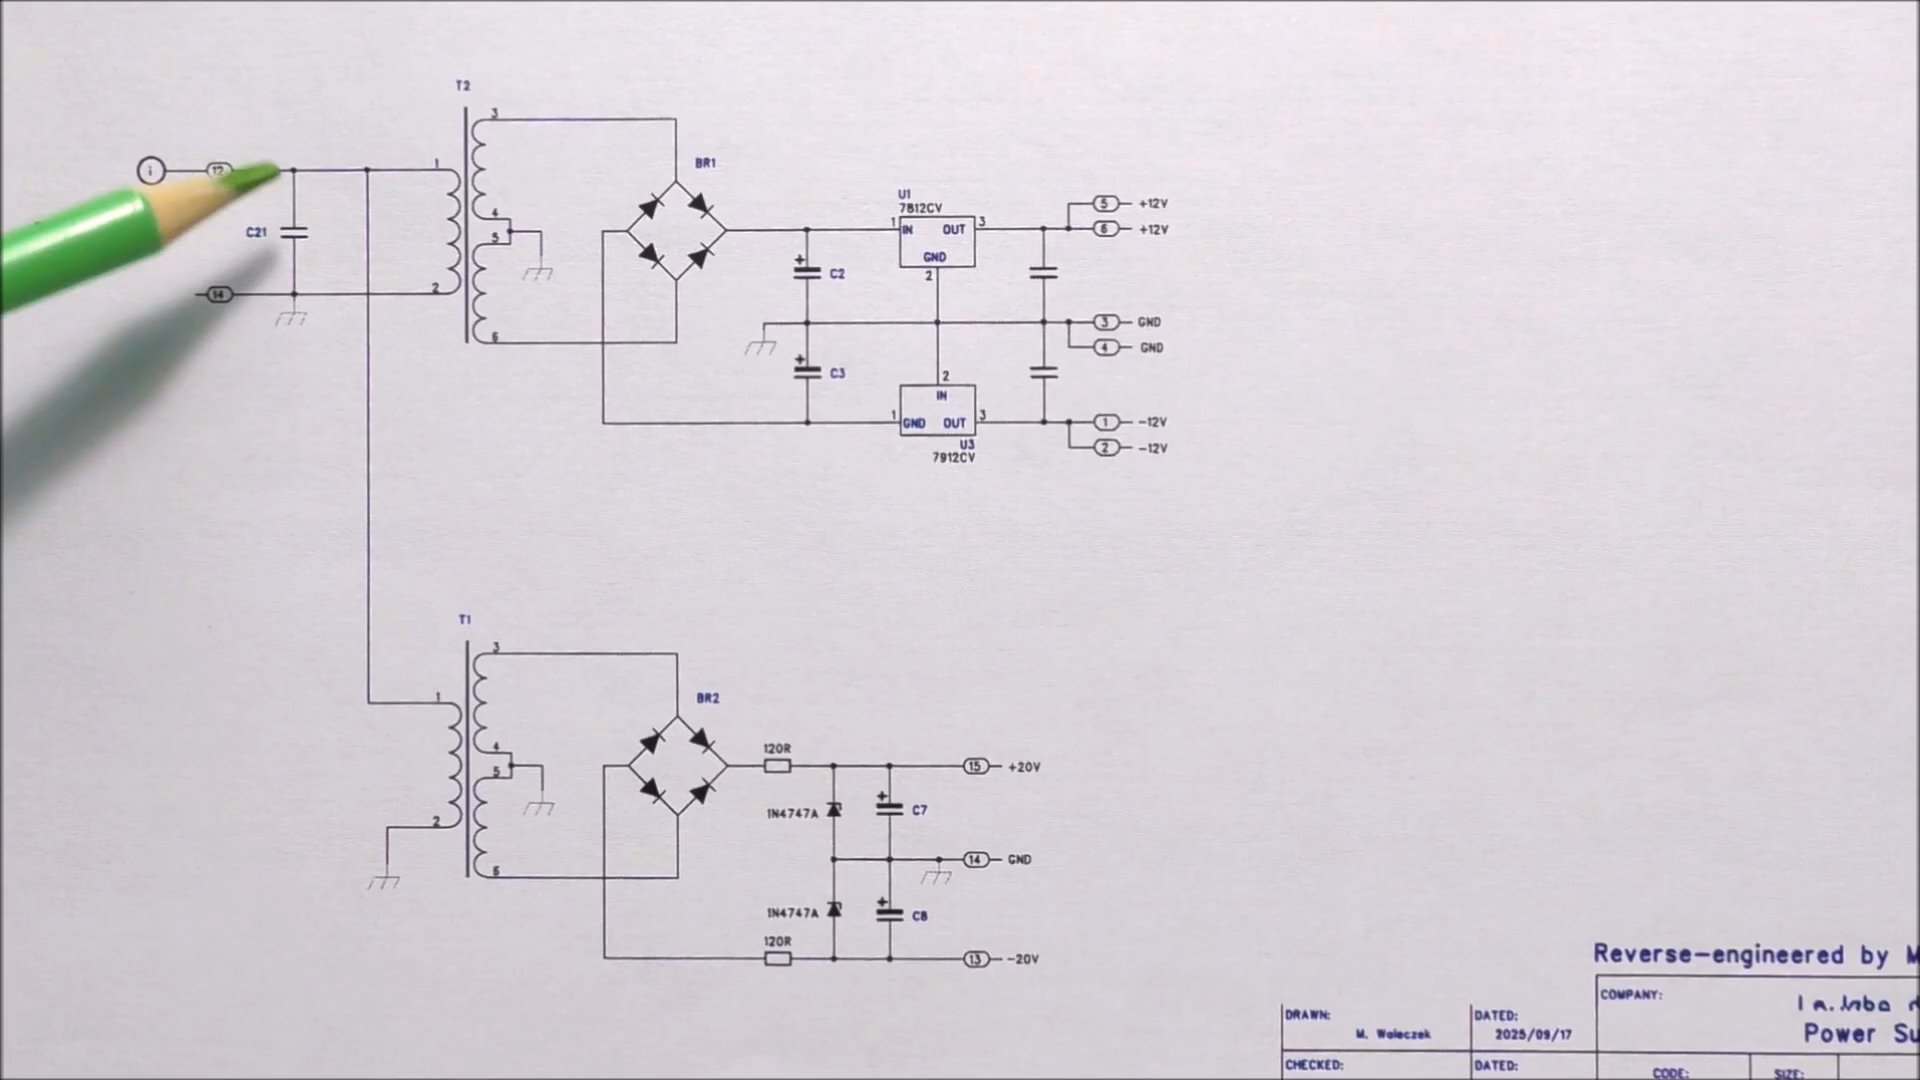 T2
3
i
12
1
BR1
U1
7812CV
5
+12V
4
C21
1
IN
OUT
3
6
+12V
5
GND
+
C2
2
14
2
3
GND
6
4
GND
+
C3
2
IN
1
GND
OUT
3
1
-12V
U3
2
-12V
7912CV
T1
3
1
BR2
4
120R
5
15
+20V
+
1N4747A
C7
2
14
GND
6
+
1N4747A
C8
120R
13
-20V
Reverse-engineered by M
COMPANY:
DRAWN:
DATED:
M. Waleczek
2025/09/17
Power Su
CHECKED:
DATED:
CODE:
SIZE: